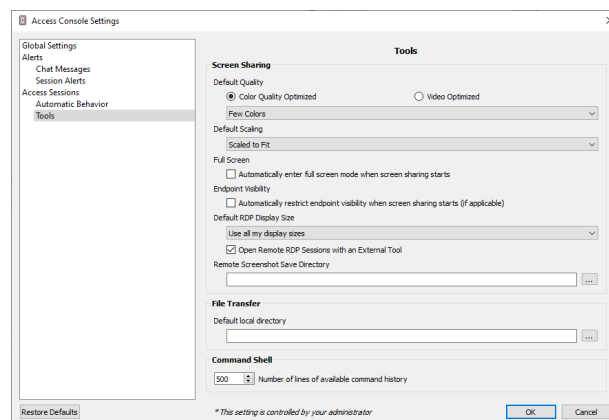 Access Console Settings
Global Settings
Alerts
Chat Messages
Session Alerts
Access Sessions
Automatic Behavior
Tools
Tools
Screen Sharing
Default Quality
Color Quality Optimized
Video Optimized
Few Colors
Default Scaling
Scaled to Fit
Full Screen
Automatically enter full screen mode when screen sharing starts
Endpoint Visibility
Automatically restrict endpoint visibility when screen sharing starts (if applicable)
Default RDP Display Size
Use all my display sizes
Open Remote RDP Sessions with an External Tool
Remote Screenshot Save Directory
...
File Transfer
Default local directory
...
Command Shell
500 Number of lines of available command history
Restore Defaults
* This setting is controlled by your administrator
OK
Cancel